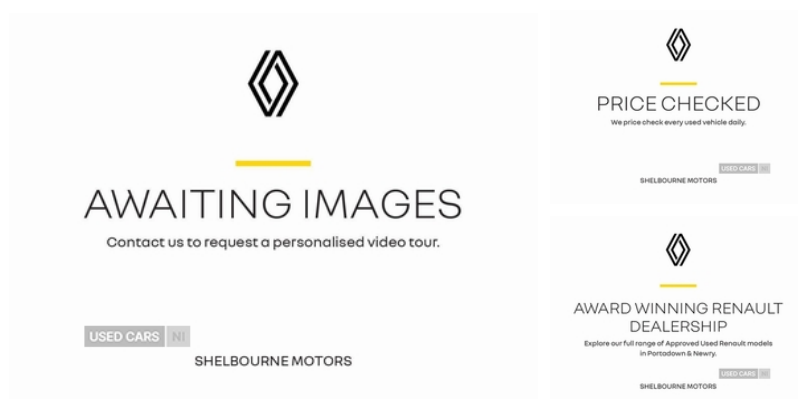 AWAITING IMAGES
Contact us to request a personalised video tour.
USED CARS NI
SHELBOURNE MOTORS
PRICE CHECKED
We price check every used vehicle daily.
USED CARS NI
SHELBOURNE MOTORS
AWARD WINNING RENAULT
DEALERSHIP
Explore our full range of Approved Used Renault models
in Portadown & Newry.
USED CARS NI
SHELBOURNE MOTORS